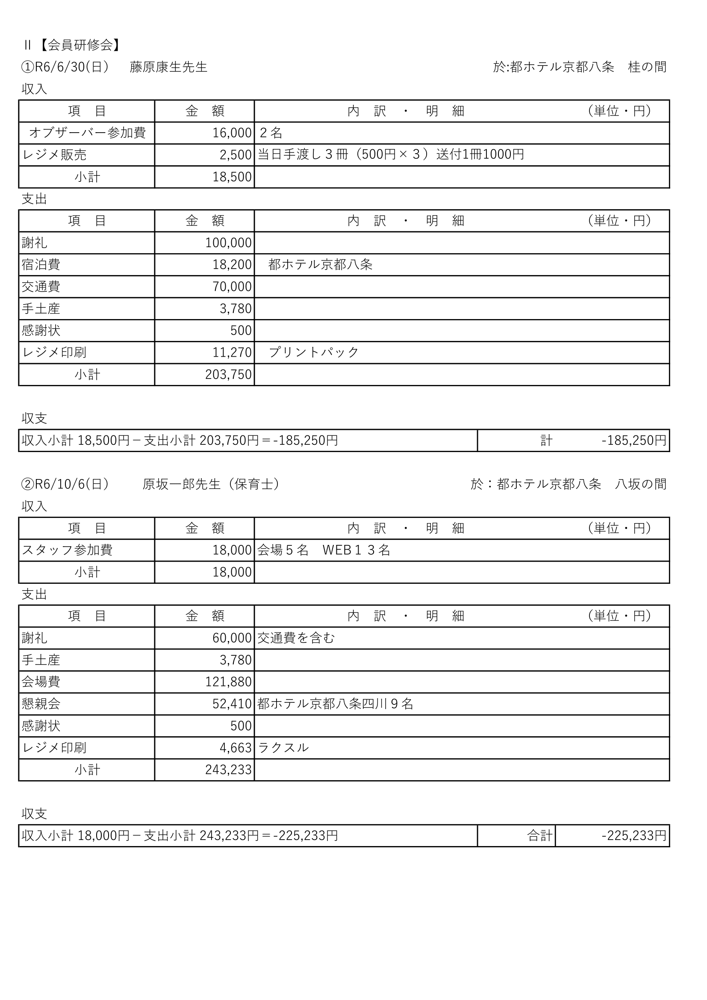 Ⅱ【会員研修会】
①R6/6/30(日)　藤原康生先生　於:都ホテル京都八条　桂の間
収入
項　目　金　額　内　訳　・　明　細　（単位・円）
オブザーバー参加費　16,000　２名
レジメ販売　2,500　当日手渡し３冊（500円×３）送付1冊1000円
小計　18,500
支出
項　目　金　額　内　訳　・　明　細　（単位・円）
謝礼　100,000
宿泊費　18,200　都ホテル京都八条
交通費　70,000
手土産　3,780
感謝状　500
レジメ印刷　11,270　プリントパック
小計　203,750
収支
収入小計 18,500円－支出小計 203,750円＝-185,250円　計　-185,250円
②R6/10/6(日)　原坂一郎先生（保育士）　於：都ホテル京都八条　八坂の間
収入
項　目　金　額　内　訳　・　明　細　（単位・円）
スタッフ参加費　18,000　会場５名　WEB１３名
小計　18,000
支出
項　目　金　額　内　訳　・　明　細　（単位・円）
謝礼　60,000　交通費を含む
手土産　3,780
会場費　121,880
懇親会　52,410　都ホテル京都八条四川９名
感謝状　500
レジメ印刷　4,663　ラクスル
小計　243,233
収支
収入小計 18,000円－支出小計 243,233円＝-225,233円　合計　-225,233円